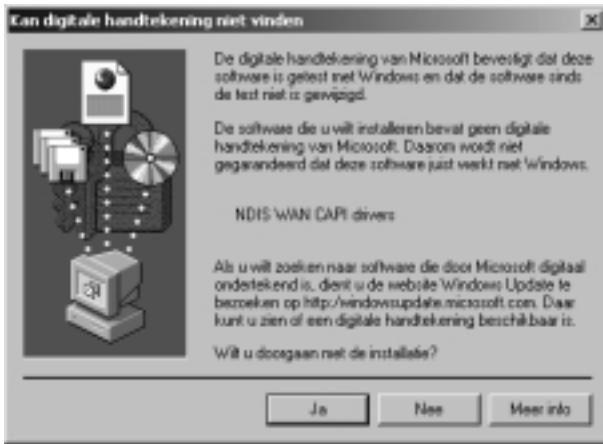 Kan digitale handtekening niet vinden
De digitale handtekening van Microsoft bevestigt dat deze
software is getest met Windows en dat de software sinds
de test niet is gewijzigd.
De software die u wilt installeren bevat geen digitale
handtekening van Microsoft. Daarom wordt niet
gegarandeerd dat deze software juist werkt met Windows.
NDIS WAN CAPI drivers
Als u wilt zoeken naar software die door Microsoft digitaal
ondertekend is, dient u de website Windows Update te
bezoeken op http:/windowsupdate.microsoft.com. Daar
kunt u zien of een digitale handtekening beschikbaar is.
Wilt u doorgaan met de installatie?
Ja Nee Meer info